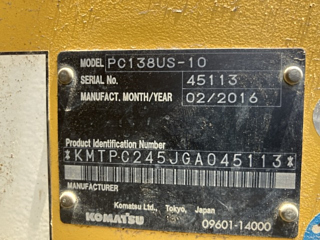 MODEL PC138US-10
SERIAL No. 45113
MANUFACT. MONTH/YEAR 02/2016
Product Identification Number
*KMTPC245JGA045113*
MANUFACTURER
Komatsu Ltd., Tokyo, Japan
KOMATSU 09601-14000